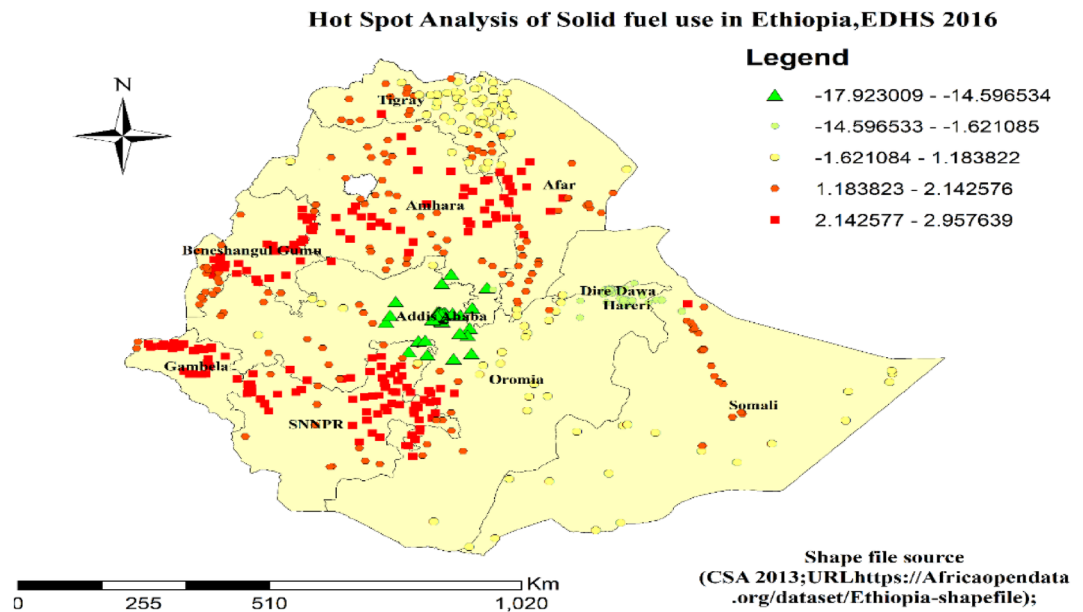 Hot Spot Analysis of Solid fuel use in Ethiopia,EDHS 2016
Legend
-17.923009 - -14.596534
-14.596533 - -1.621085
-1.621084 - 1.183822
1.183823 - 2.142576
2.142577 - 2.957639
N
Tigray
Afar
Amhara
Beneshangul Gumu
Dire Dawa
Hareri
Addis Ababa
Gambela
Oromia
Somali
SNNPR
Shape file source
(CSA 2013;URLhttps://Africaopendata
.org/dataset/Ethiopia-shapefile);
Km
0 255 510 1,020